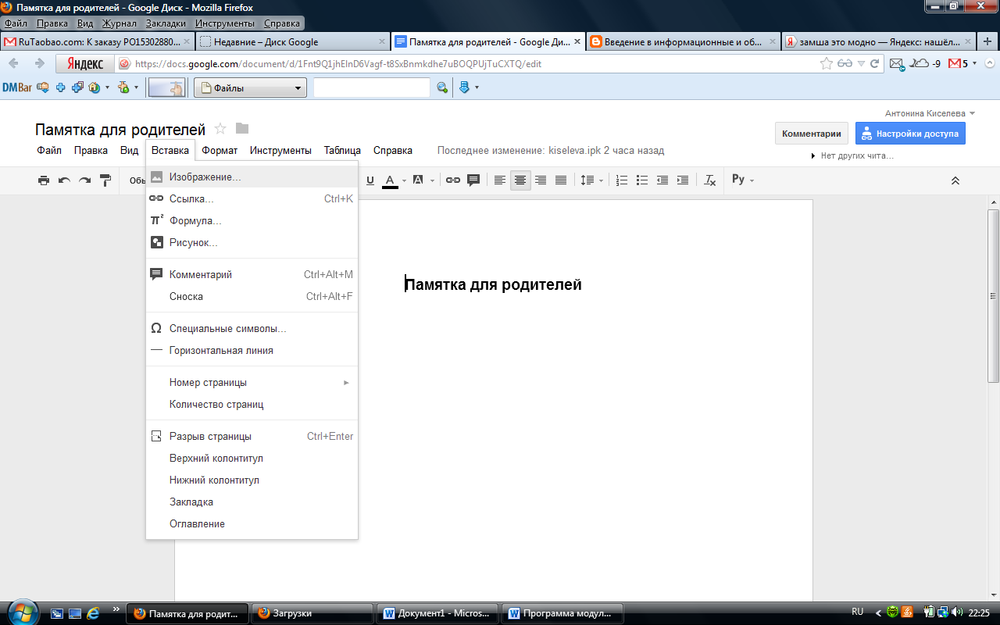 Памятка для родителей - Google Диск - Mozilla Firefox
Файл Правка Вид Журнал Закладки Инструменты Справка
RuTaobao.com: К заказу PO15302880...
Недавние – Диск Google
Памятка для родителей - Google Ди...
Введение в информационные и об...
замша это модно — Яндекс: нашёл...
Яндекс
https://docs.google.com/document/d/1Fnt9Q1jhEInD6Vagf-t8SxBnmkdhe7uBOQPUjTuCXTQ/edit
-9
5
DMBar
Файлы
Антонина Киселева
Памятка для родителей
Комментарии
Настройки доступа
Файл Правка Вид Вставка Формат Инструменты Таблица Справка
Последнее изменение: kiseleva.ipk 2 часа назад
Нет других чита...
Обы
U A A
Ру
Изображение...
Ссылка... Ctrl+K
Формула...
Рисунок...
Комментарий Ctrl+Alt+M
Сноска Ctrl+Alt+F
Специальные символы...
Горизонтальная линия
Номер страницы
Количество страниц
Разрыв страницы Ctrl+Enter
Верхний колонтитул
Нижний колонтитул
Закладка
Оглавление
Памятка для родителей
Памятка для родит...
Загрузки
Документ1 - Micros...
Программа модул...
RU
22:25